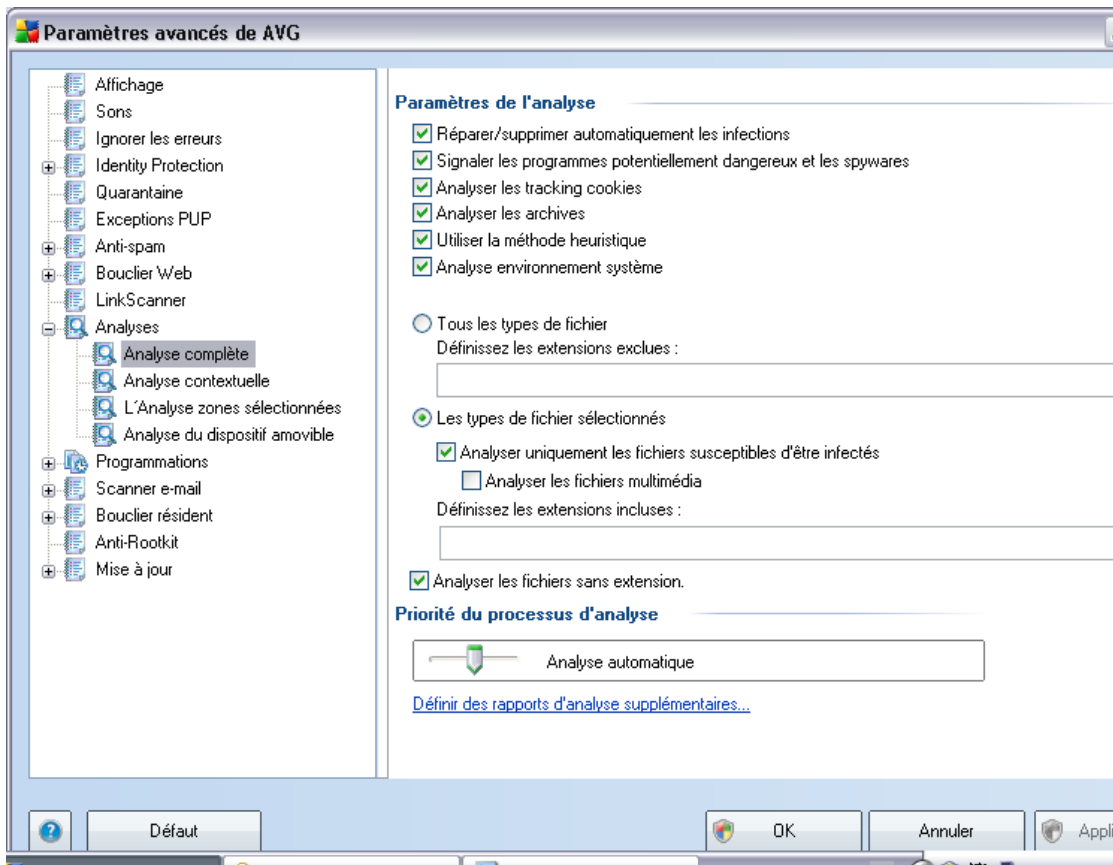 Paramètres avancés de AVG
Affichage
Sons
Ignorer les erreurs
Identity Protection
Quarantaine
Exceptions PUP
Anti-spam
Bouclier Web
LinkScanner
Analyses
Analyse complète
Analyse contextuelle
L'Analyse zones sélectionnées
Analyse du dispositif amovible
Programmations
Scanner e-mail
Bouclier résident
Anti-Rootkit
Mise à jour
Paramètres de l'analyse
Réparer/supprimer automatiquement les infections
Signaler les programmes potentiellement dangereux et les spywares
Analyser les tracking cookies
Analyser les archives
Utiliser la méthode heuristique
Analyse environnement système
Tous les types de fichier
Définissez les extensions exclues :
Les types de fichier sélectionnés
Analyser uniquement les fichiers susceptibles d'être infectés
Analyser les fichiers multimédia
Définissez les extensions incluses :
Analyser les fichiers sans extension.
Priorité du processus d'analyse
Analyse automatique
Définir des rapports d'analyse supplémentaires...
Défaut
OK
Annuler
Appli